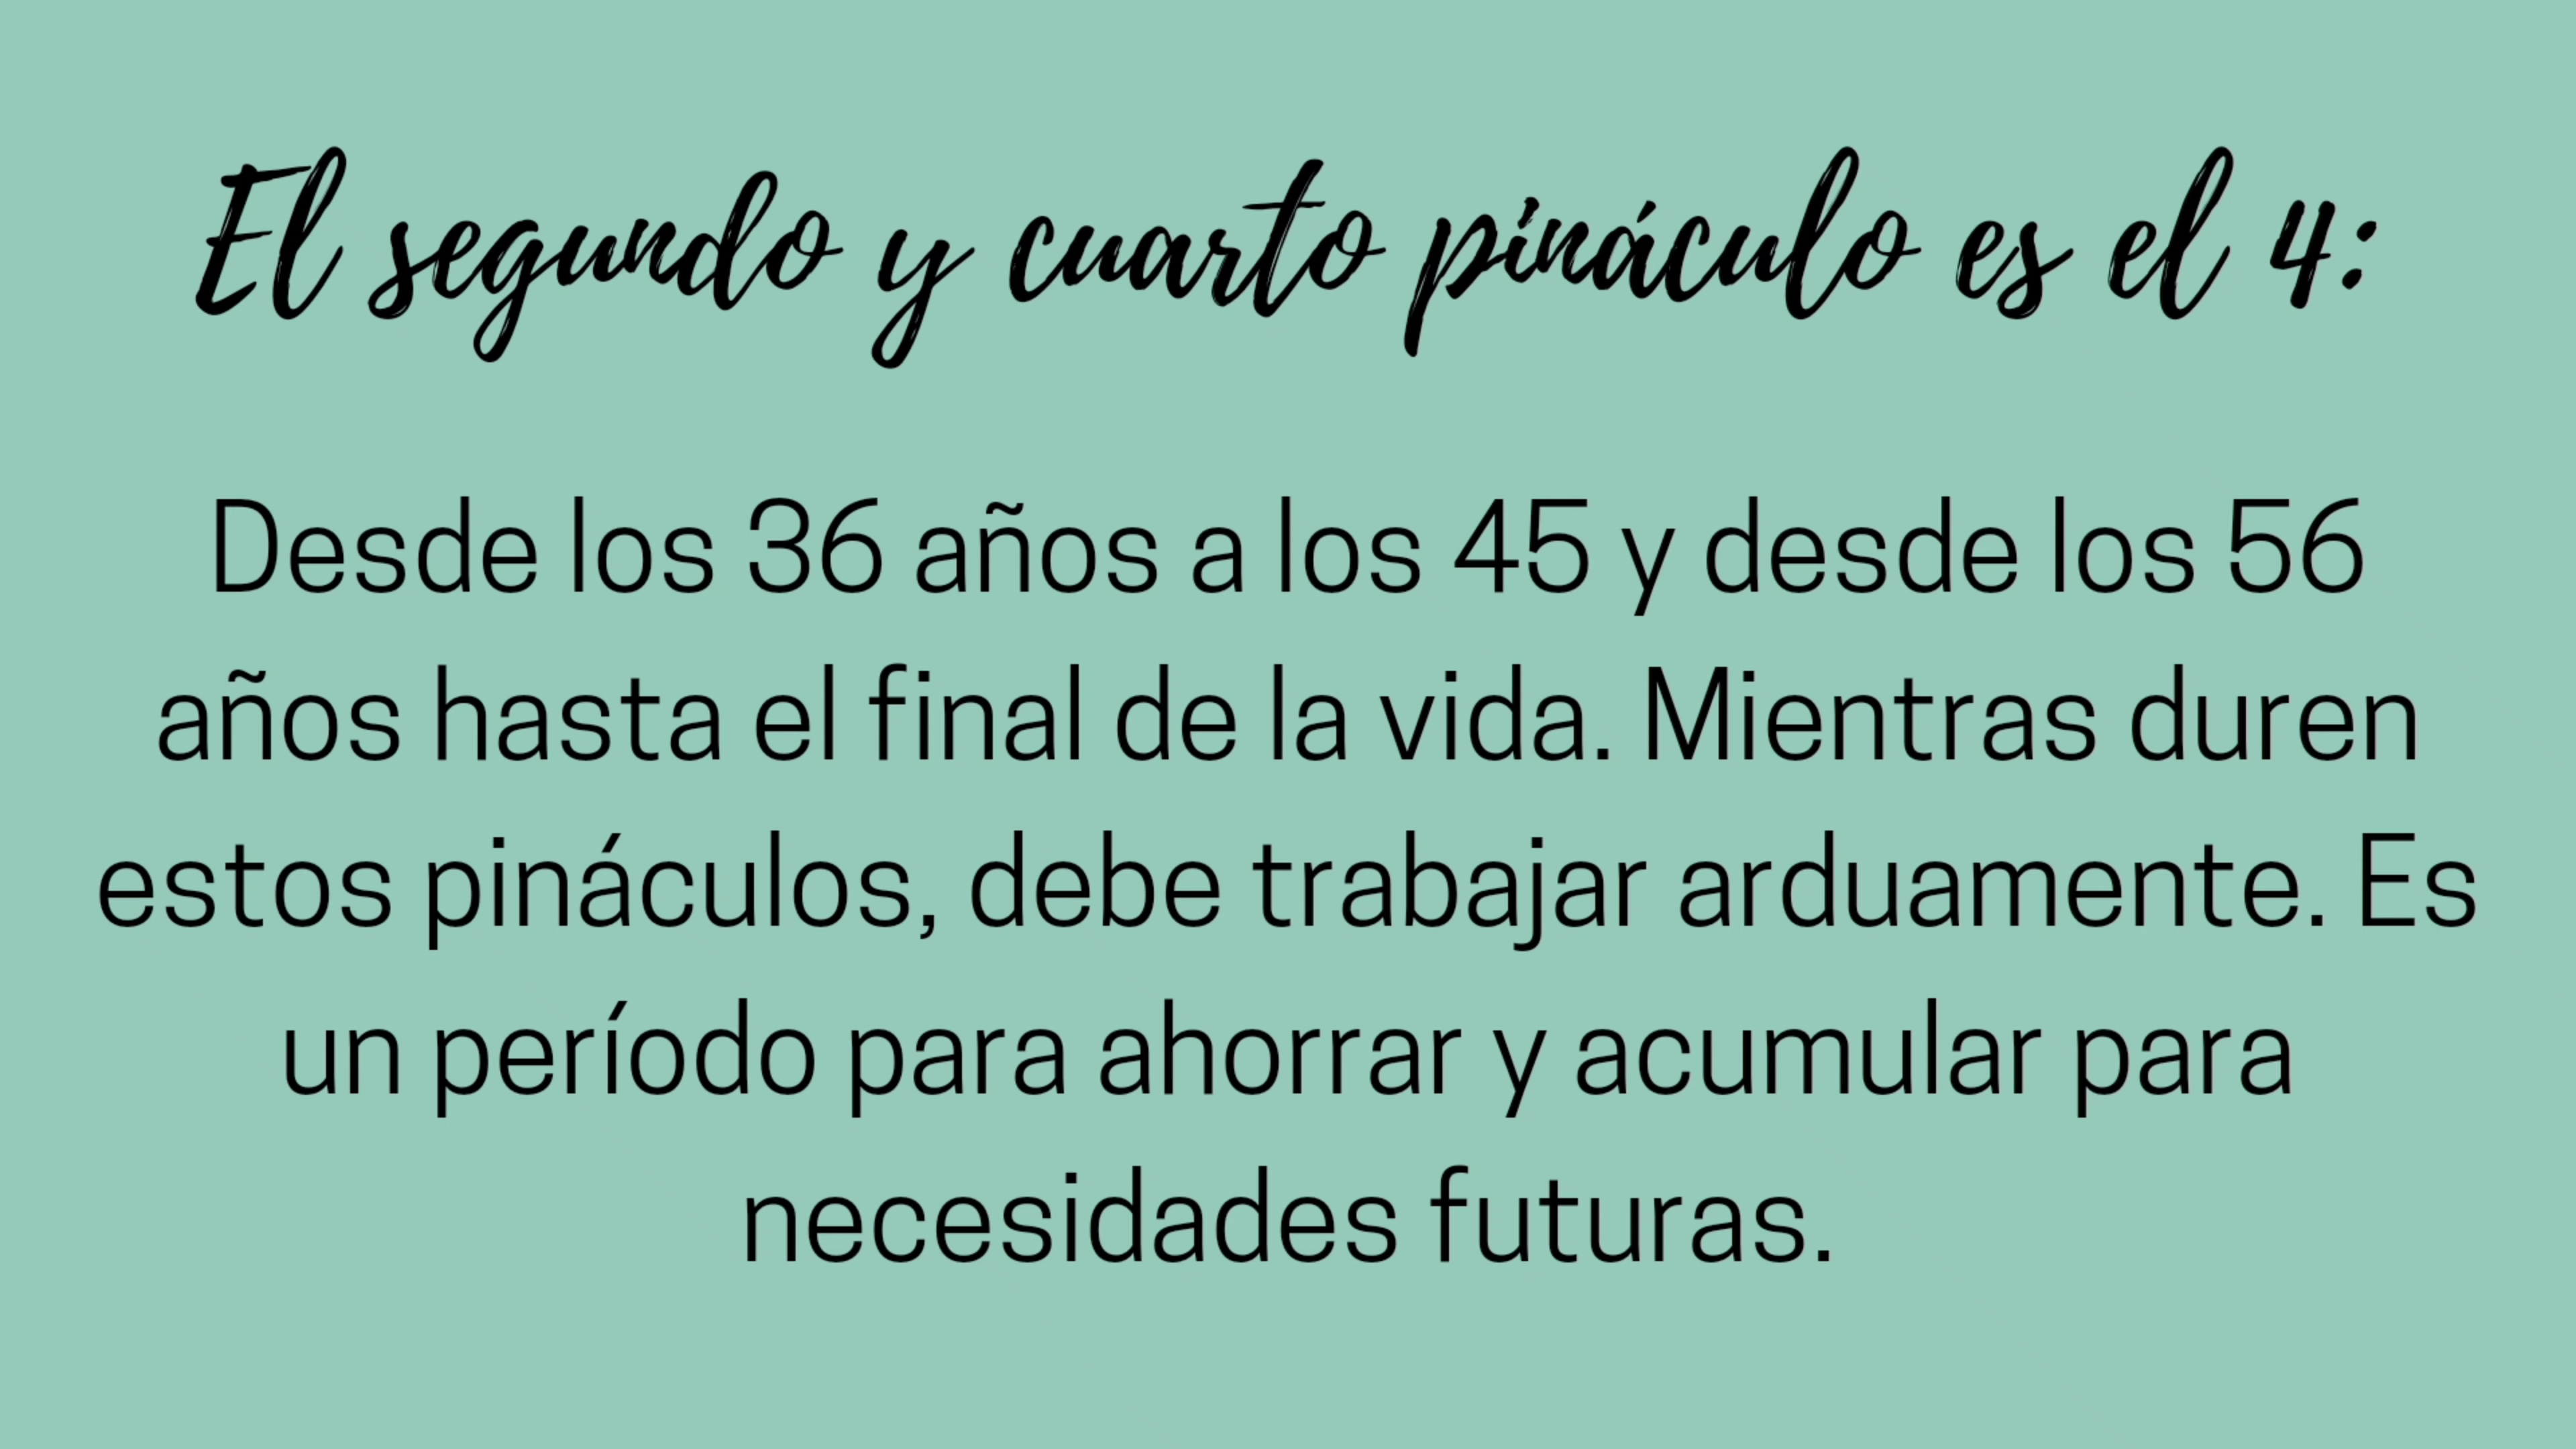 El segundo y cuarto pináculo es el 4:
Desde los 36 años a los 45 y desde los 56
años hasta el final de la vida. Mientras duren
estos pináculos, debe trabajar arduamente. Es
un período para ahorrar y acumular para
necesidades futuras.